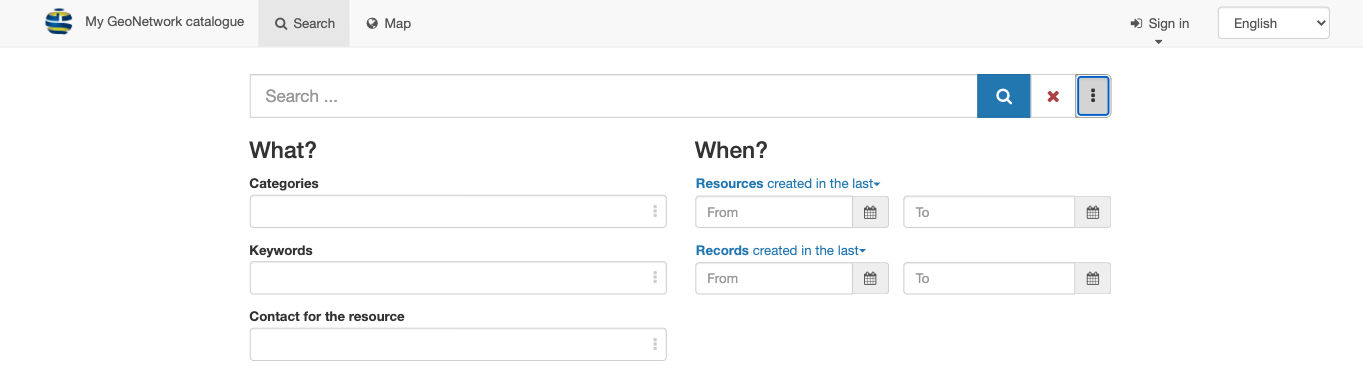 My GeoNetwork catalogue
Search
Map
Sign in
English
Search ...
What?
Categories
Keywords
Contact for the resource
When?
Resources created in the last
From
To
Records created in the last
From
To